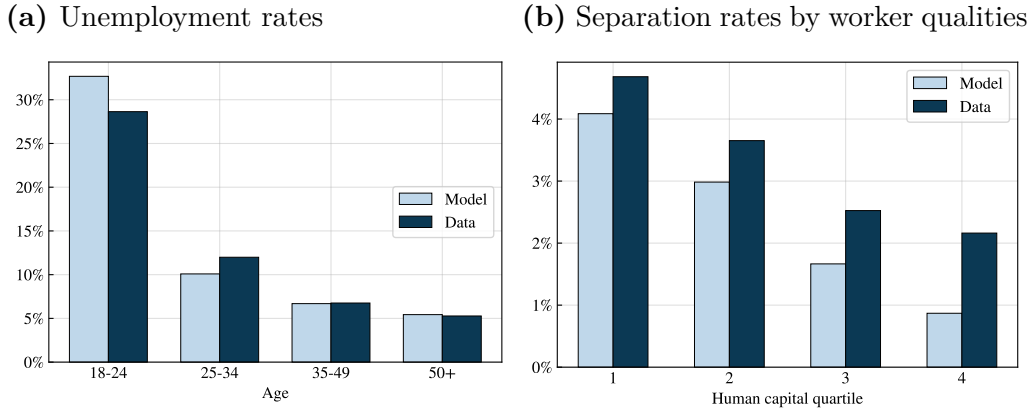 (a) Unemployment rates
30%
25%
20%
15%
10%
5%
0%
Model
Data
18-24 25-34 35-49 50+
Age
(b) Separation rates by worker qualities
4%
3%
2%
1%
0%
Model
Data
1 2 3 4
Human capital quartile